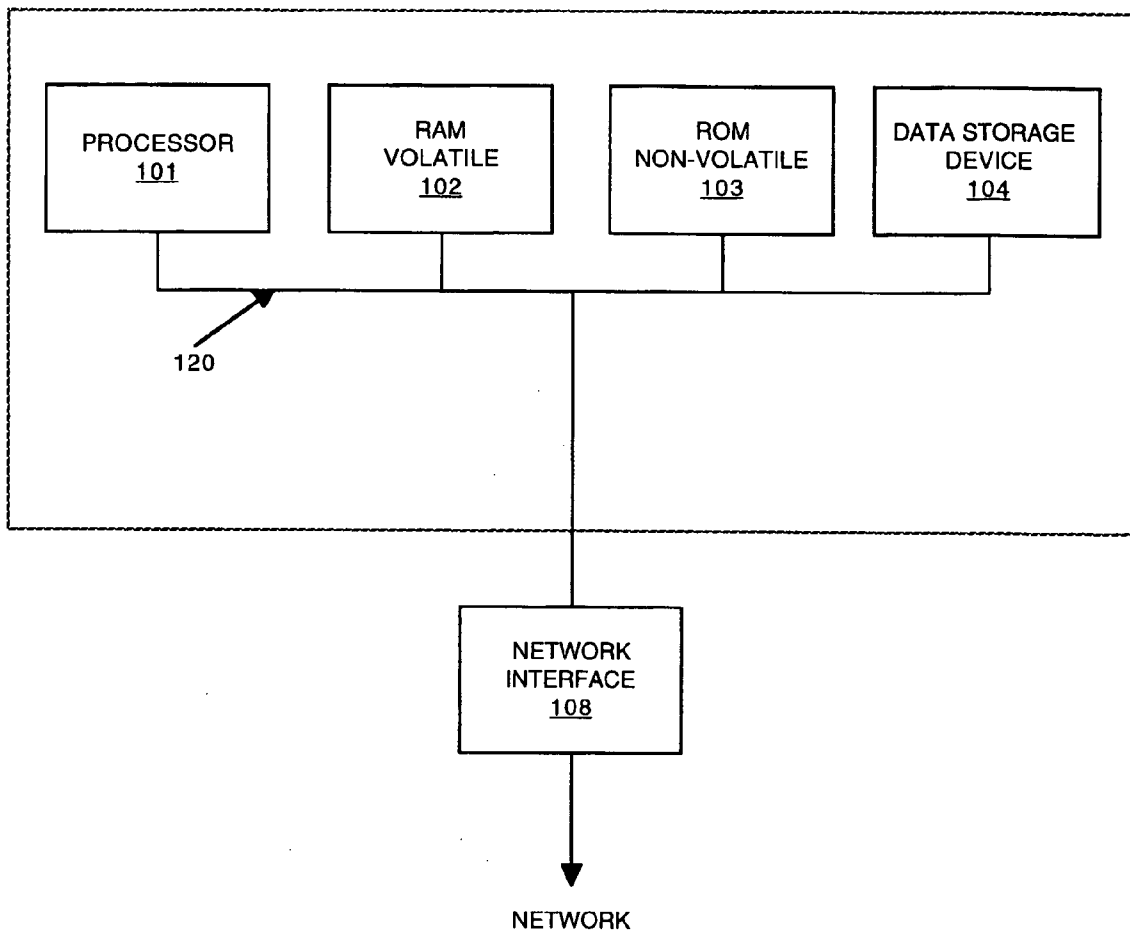 PROCESSOR
101
RAM
VOLATILE
102
ROM
NON-VOLATILE
103
DATA STORAGE
DEVICE
104
120
NETWORK
INTERFACE
108
NETWORK